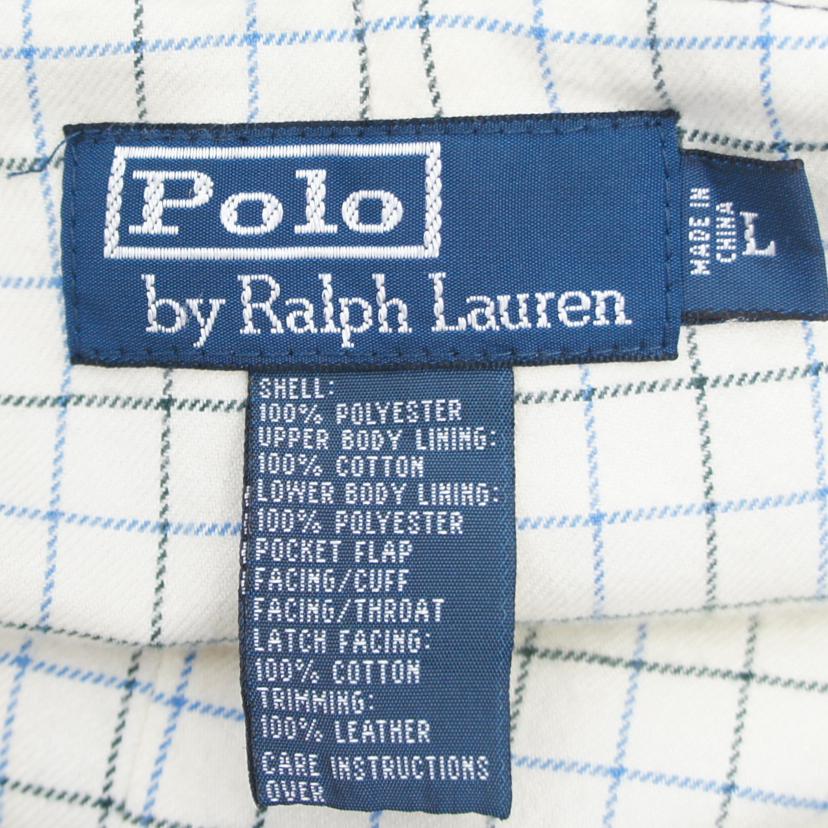 Polo
by Ralph Lauren
MADE IN
CHINA
L
SHELL:
100% POLYESTER
UPPER BODY LINING:
100% COTTON
LOWER BODY LINING:
100% POLYESTER
POCKET FLAP
FACING/CUFF
FACING/THROAT
LATCH FACING:
100% COTTON
TRIMMING:
100% LEATHER
CARE INSTRUCTIONS
OVER